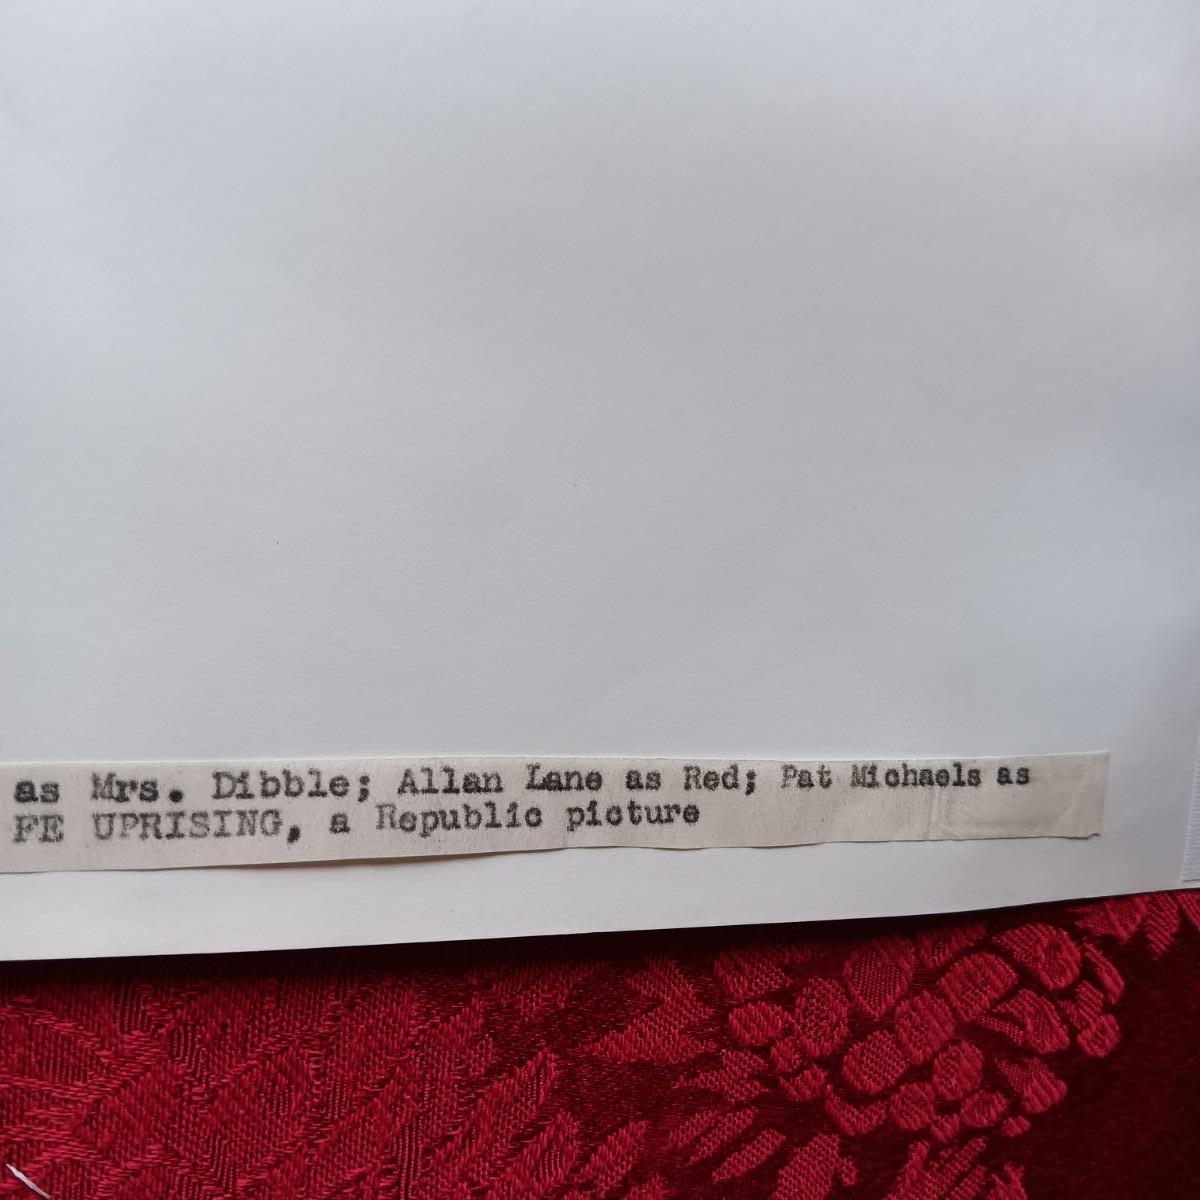 as Mrs. Dibble; Allan Lane as Red; Pat Michaels as
FE UPRISING, a Republic picture